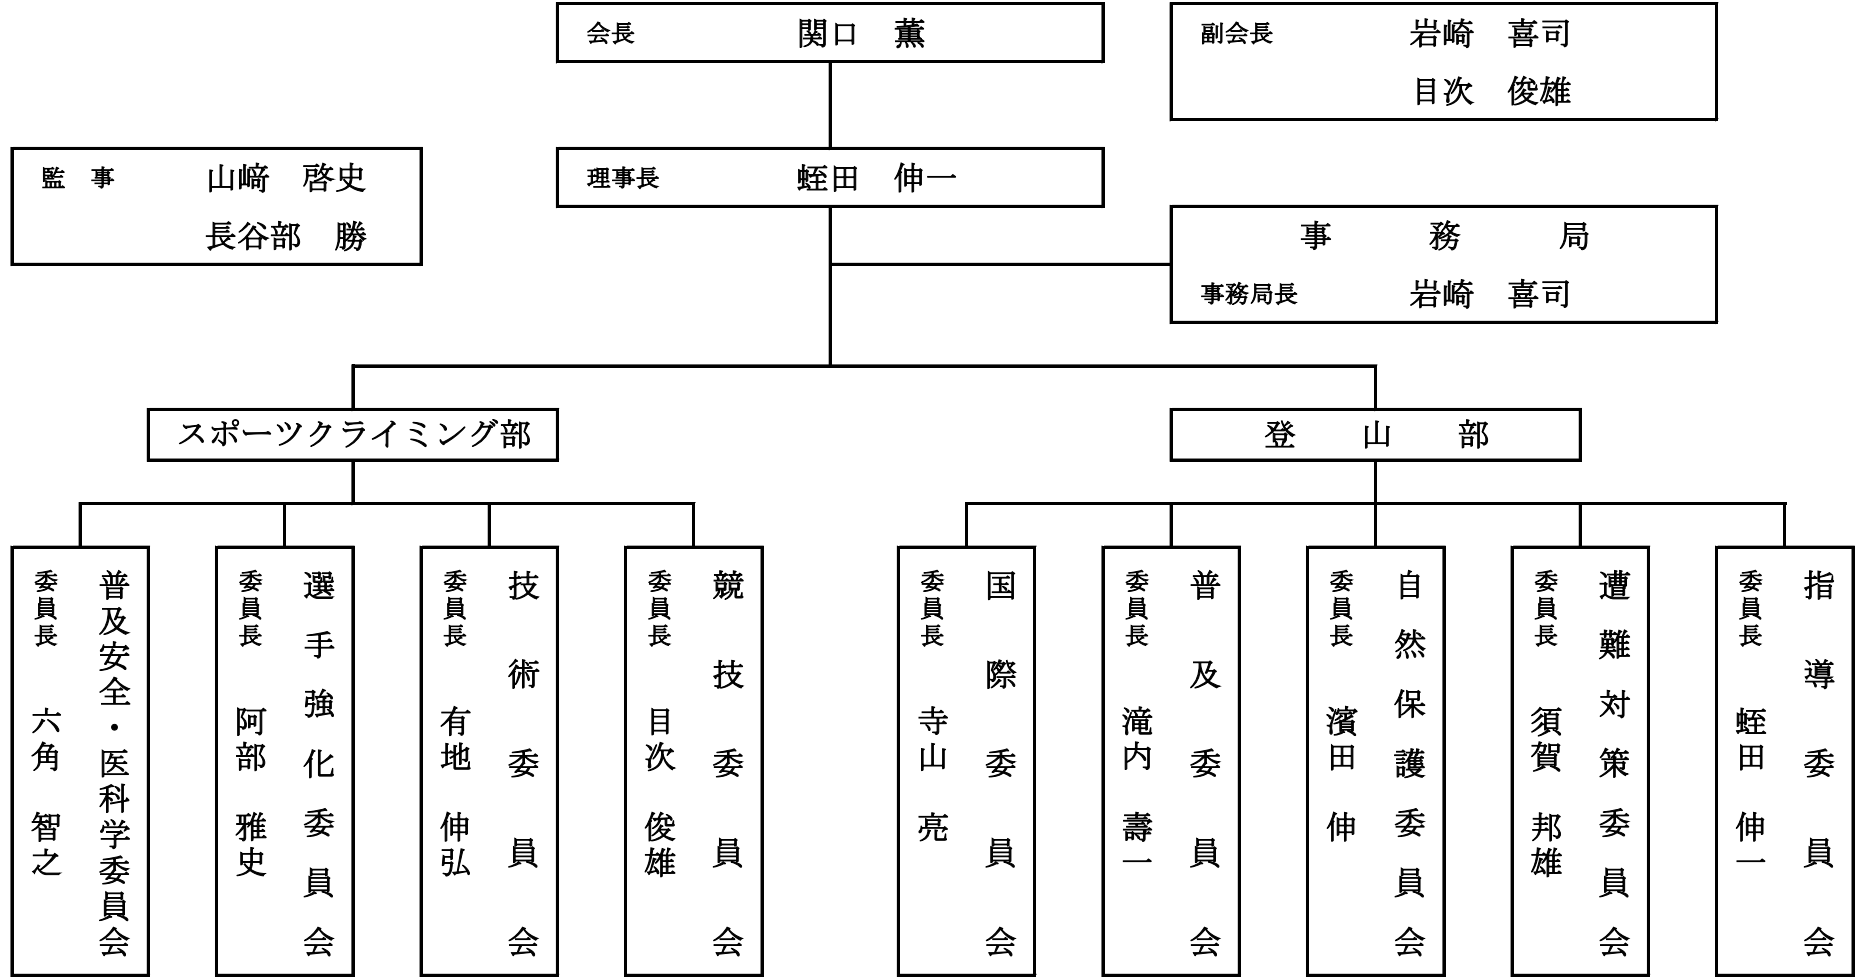 会長 関口 薫
副会長 岩崎 喜司
目次 俊雄
監 事 山﨑 啓史
長谷部 勝
理事長 蛭田 伸一
事 務 局
事務局長 岩崎 喜司
スポーツクライミング部
登 山 部
普及安全・医科学委員会
委員長 六角 智之
選手強化委員会
委員長 阿部 雅史
技術委員会
委員長 有地 伸弘
競技委員会
委員長 目次 俊雄
国際委員会
委員長 寺山 亮
普及委員会
委員長 滝内 壽一
自然保護委員会
委員長 濱田 伸
遭難対策委員会
委員長 須賀 邦雄
指導委員会
委員長 蛭田 伸一